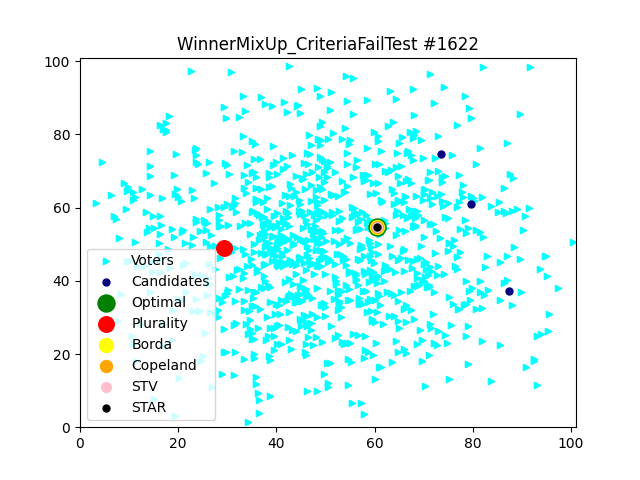 WinnerMixUp_CriteriaFailTest #1622
100
80
60
40
20
0
Voters
Candidates
Optimal
Plurality
Borda
Copeland
STV
STAR
0 20 40 60 80 100